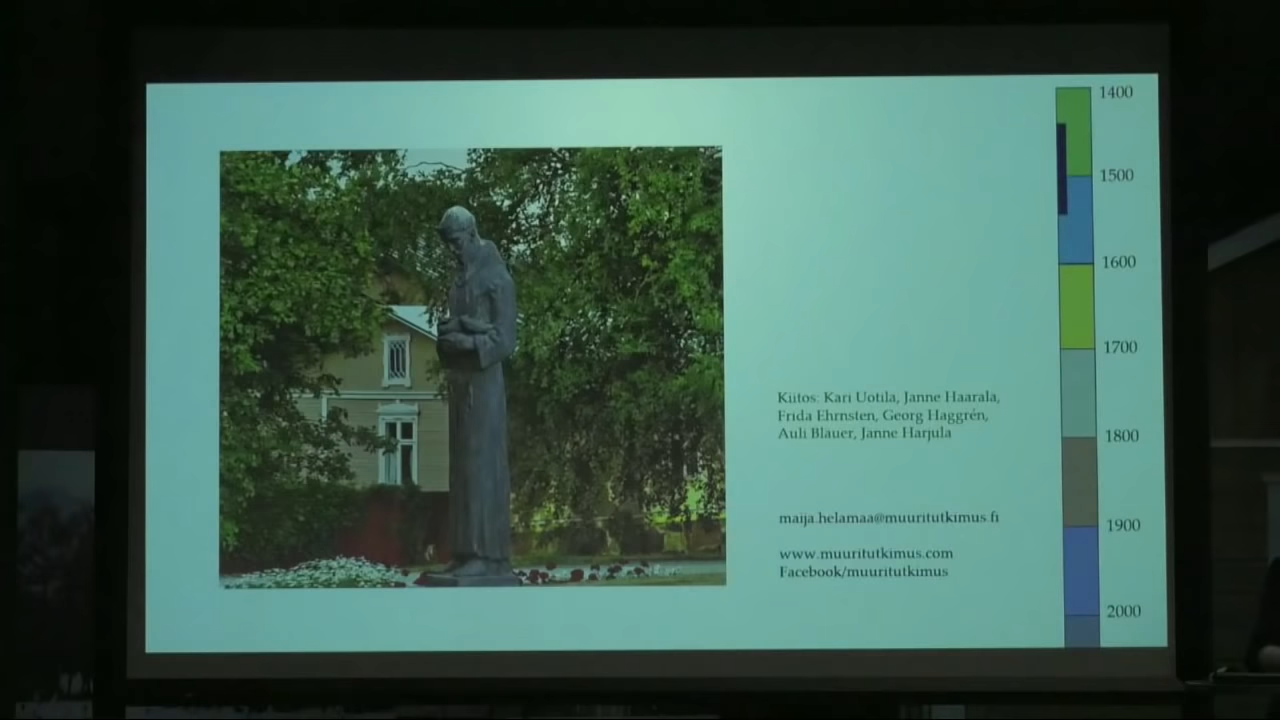 Kiitos: Kari Uotila, Janne Haarala,
Frida Ehrnsten, Georg Haggrén,
Auli Bläuer, Janne Harjula
maija.helamaa@muuritutkimus.fi
www.muuritutkimus.com
Facebook/muuritutkimus
1400
1500
1600
1700
1800
1900
2000